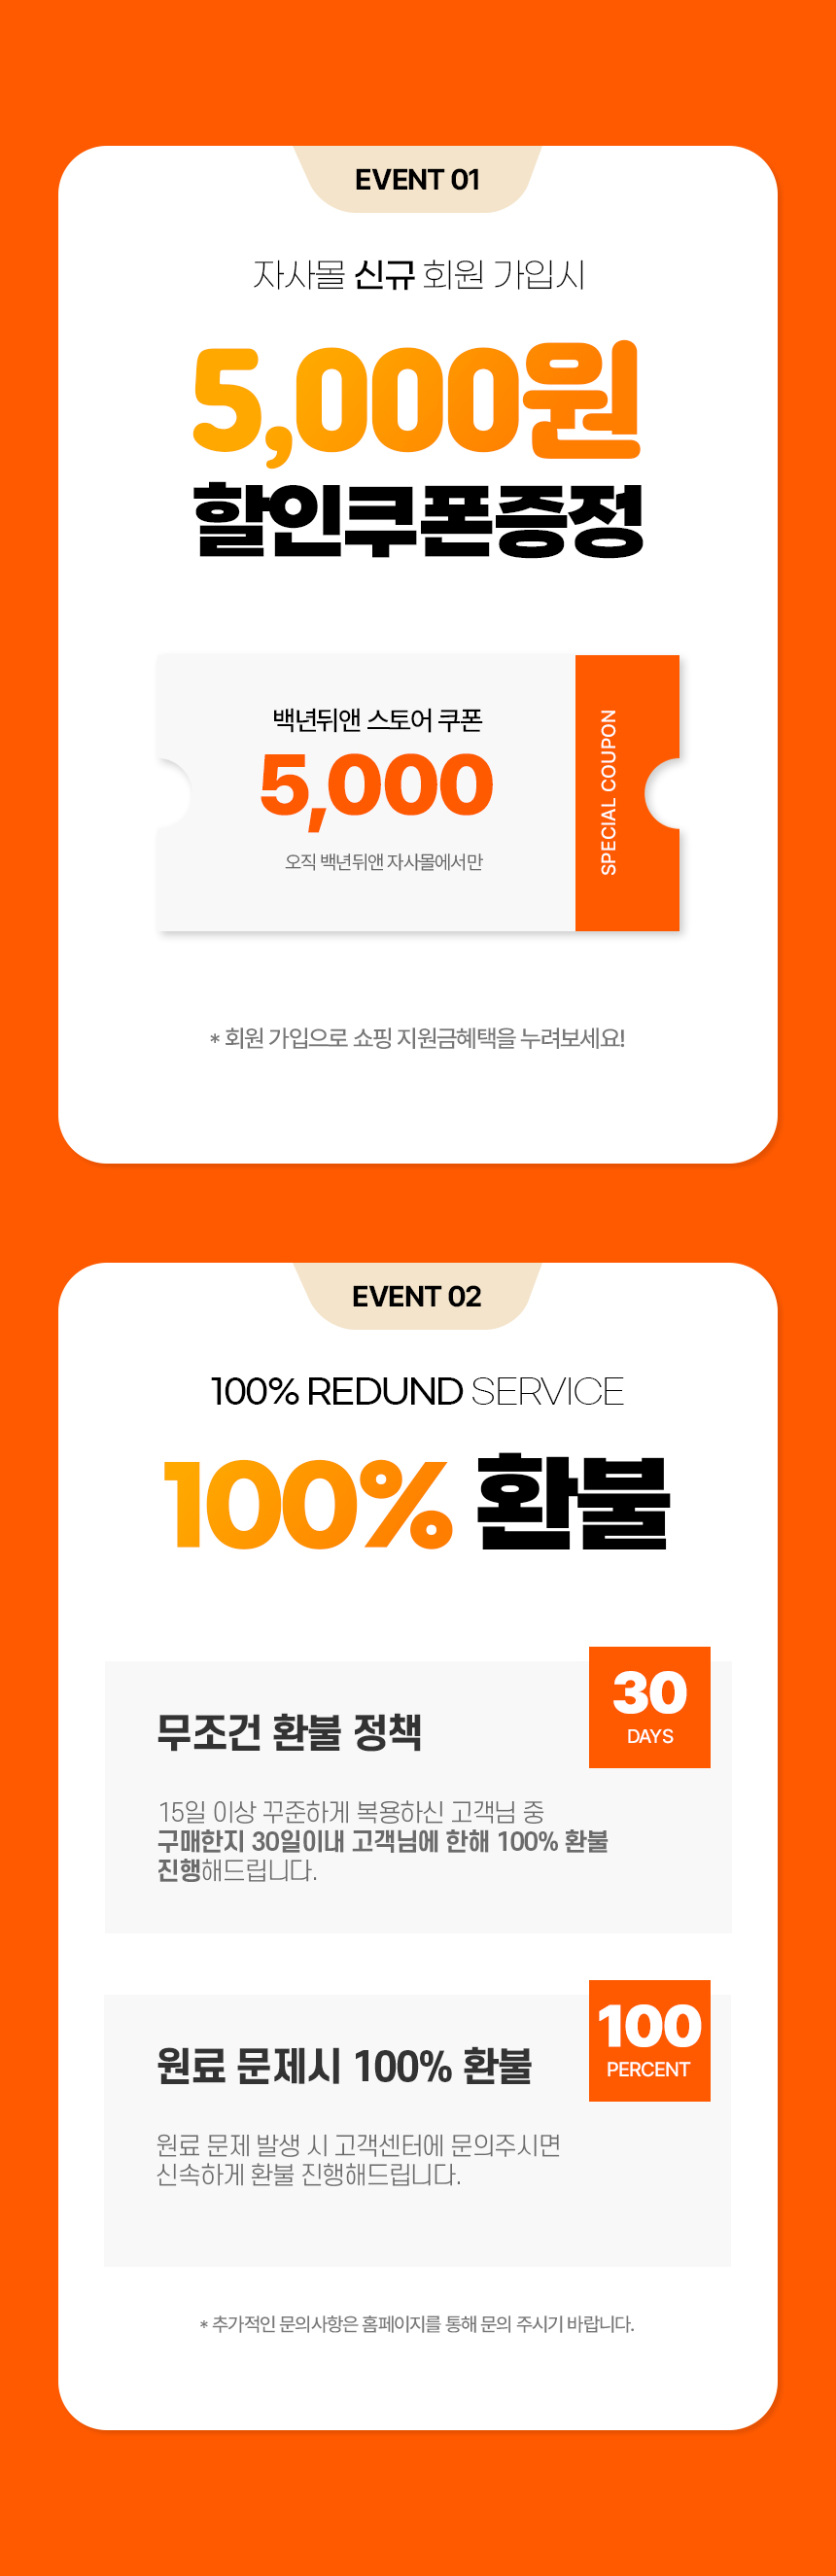 EVENT 01
자사몰 신규 회원 가입시
5,000원
할인쿠폰증정
백년뒤앤 스토어 쿠폰
5,000
오직 백년뒤앤 자사몰에서만
SPECIAL COUPON
* 회원 가입으로 쇼핑 지원금혜택을 누려보세요!
EVENT 02
100% REDUND SERVICE
100% 환불
30
DAYS
무조건 환불 정책
15일 이상 꾸준하게 복용하신 고객님 중
구매한지 30일이내 고객님에 한해 100% 환불
진행해드립니다.
100
PERCENT
원료 문제시 100% 환불
원료 문제 발생 시 고객센터에 문의주시면
신속하게 환불 진행해드립니다.
* 추가적인 문의사항은 홈페이지를 통해 문의 주시기 바랍니다.